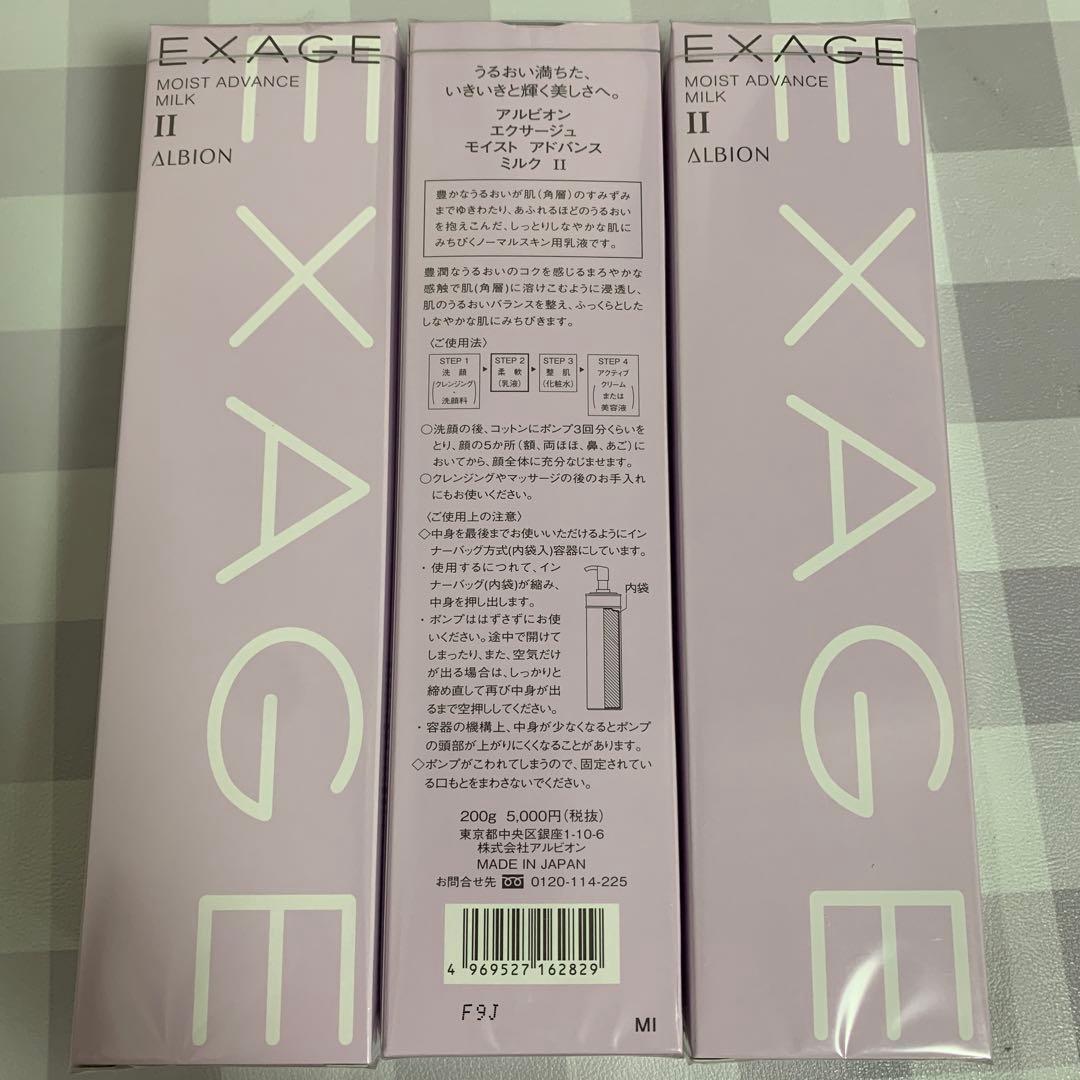 EXAGE
MOIST ADVANCE
MILK
II
ALBION
EXAGE
うるおい満ちた、
いきいきと輝く美しさへ。
アルビオン
エクサージュ
モイスト アドバンス
ミルク II
豊かなうるおいが肌(角層)のすみずみ
までゆきわたり、あふれるほどのうるおい
を抱えこんだ、しっとりしなやかな肌に
みちびくノーマルスキン用乳液です。
豊潤なうるおいのコクを感じるまろやかな
感触で肌(角層)に溶けこむように浸透し、
肌のうるおいバランスを整え、ふっくらとした
しなやかな肌にみちびきます。
〈ご使用法〉
STEP 1
洗顔
(クレンジング・
洗顔料)
STEP 2
柔軟
(乳液)
STEP 3
整肌
(化粧水)
STEP 4
アクティブ
クリーム
または
美容液
○洗顔の後、コットンにポンプ3回分くらいを
とり、顔の5か所(額、両ほほ、鼻、あご)に
おいてから、顔全体に充分なじませます。
○クレンジングやマッサージの後のお手入れ
にもお使いください。
〈ご使用上の注意〉
◇中身を最後までお使いいただけるようにイン
ナーバッグ方式(内袋入)容器にしています。
・使用するにつれて、イン
ナーバッグ(内袋)が縮み、
中身を押し出します。
内袋
・ポンプははずさずにお使
いください。途中で開けて
しまったり、また、空気だけ
が出る場合は、しっかりと
締め直して再び中身が出
るまで空押ししてください。
・容器の機構上、中身が少なくなるとポンプ
の頭部が上がりにくくなることがあります。
◇ポンプがこわれてしまうので、固定されてい
る口もとをまわさないでください。
200g 5,000円(税抜)
東京都中央区銀座1-10-6
株式会社アルビオン
MADE IN JAPAN
お問合せ先 0120-114-225
4 969527 162829
F9J
MI
EXAGE
MOIST ADVANCE
MILK
II
ALBION
EXAGE